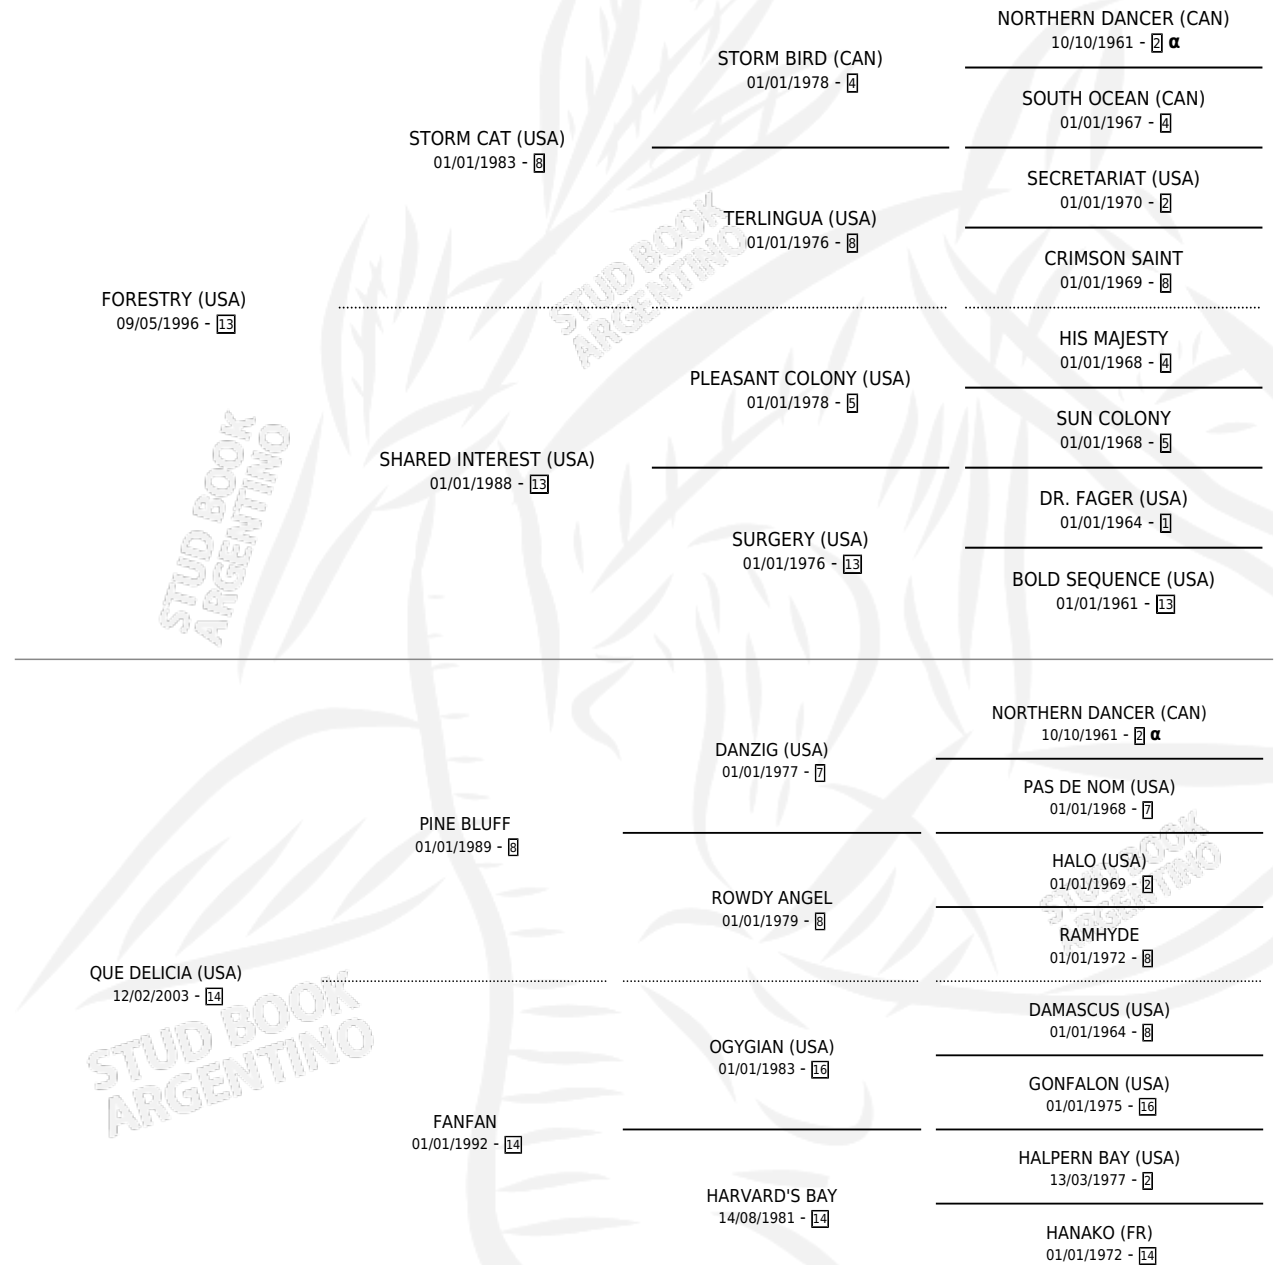 NORTHERN DANCER (CAN)
10/10/1961 - 2 α
STORM BIRD (CAN)
01/01/1978 - 4
SOUTH OCEAN (CAN)
01/01/1967 - 4
STORM CAT (USA)
01/01/1983 - 8
SECRETARIAT (USA)
01/01/1970 - 2
TERLINGUA (USA)
01/01/1976 - 8
CRIMSON SAINT
01/01/1969 - 8
FORESTRY (USA)
09/05/1996 - 13
HIS MAJESTY
01/01/1968 - 4
PLEASANT COLONY (USA)
01/01/1978 - 5
SUN COLONY
01/01/1968 - 5
SHARED INTEREST (USA)
01/01/1988 - 13
DR. FAGER (USA)
01/01/1964 - 1
SURGERY (USA)
01/01/1976 - 13
BOLD SEQUENCE (USA)
01/01/1961 - 13
NORTHERN DANCER (CAN)
10/10/1961 - 2 α
DANZIG (USA)
01/01/1977 - 7
PAS DE NOM (USA)
01/01/1968 - 7
PINE BLUFF
01/01/1989 - 8
HALO (USA)
01/01/1969 - 2
ROWDY ANGEL
01/01/1979 - 8
RAMHYDE
01/01/1972 - 8
QUE DELICIA (USA)
12/02/2003 - 14
DAMASCUS (USA)
01/01/1964 - 8
OGYGIAN (USA)
01/01/1983 - 16
GONFALON (USA)
01/01/1975 - 16
FANFAN
01/01/1992 - 14
HALPERN BAY (USA)
13/03/1977 - 2
HARVARD'S BAY
14/08/1981 - 14
HANAKO (FR)
01/01/1972 - 14
STUD BOOK
ARGENTINO
STUD BOOK
ARGENTINO
STUD BOOK
ARGENTINO
STUD BOOK
ARGENTINO